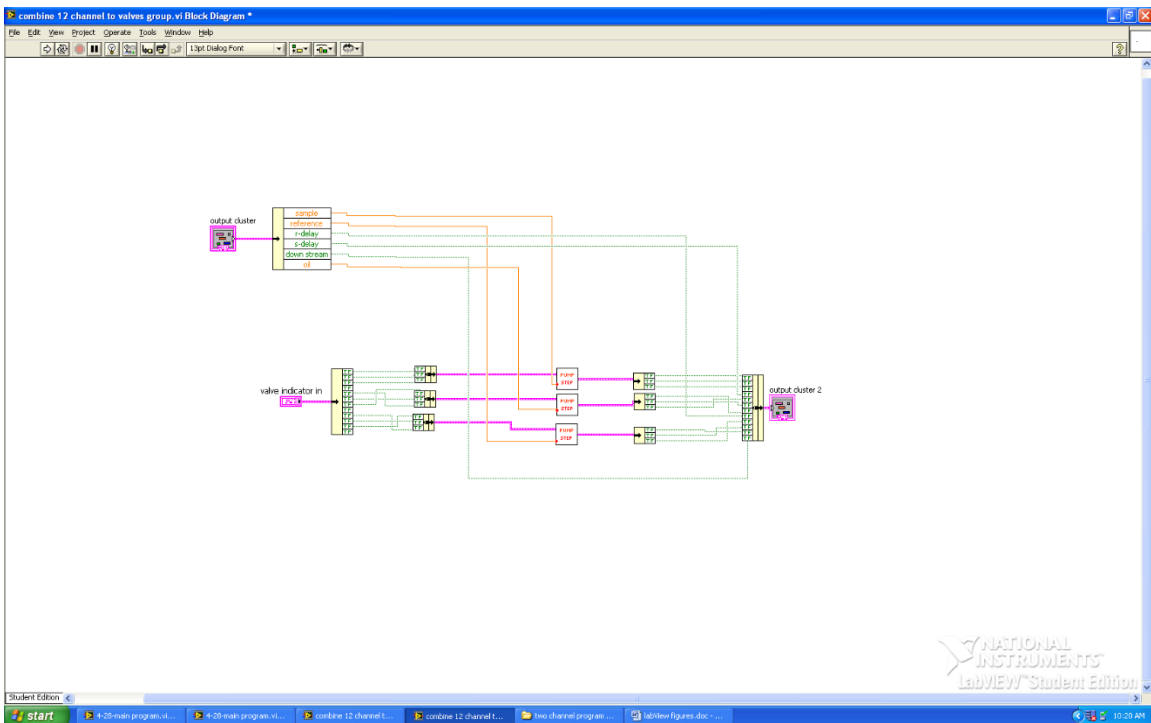 combine 12 channel to valves group.vi Block Diagram *
File Edit View Project Operate Tools Window Help
13pt Dialog Font
output cluster
sample
reference
r-delay
s-delay
down stream
oil
valve indicator in
PUMP
STEP
PUMP
STEP
PUMP
STEP
output cluster 2
NATIONAL
INSTRUMENTS
LabVIEW™ Student Edition
Student Edition
start
4-28-main program.vi...
4-28-main program.vi...
combine 12 channel t...
combine 12 channel t...
two channel program ...
labView figures.doc - ...
10:20 AM